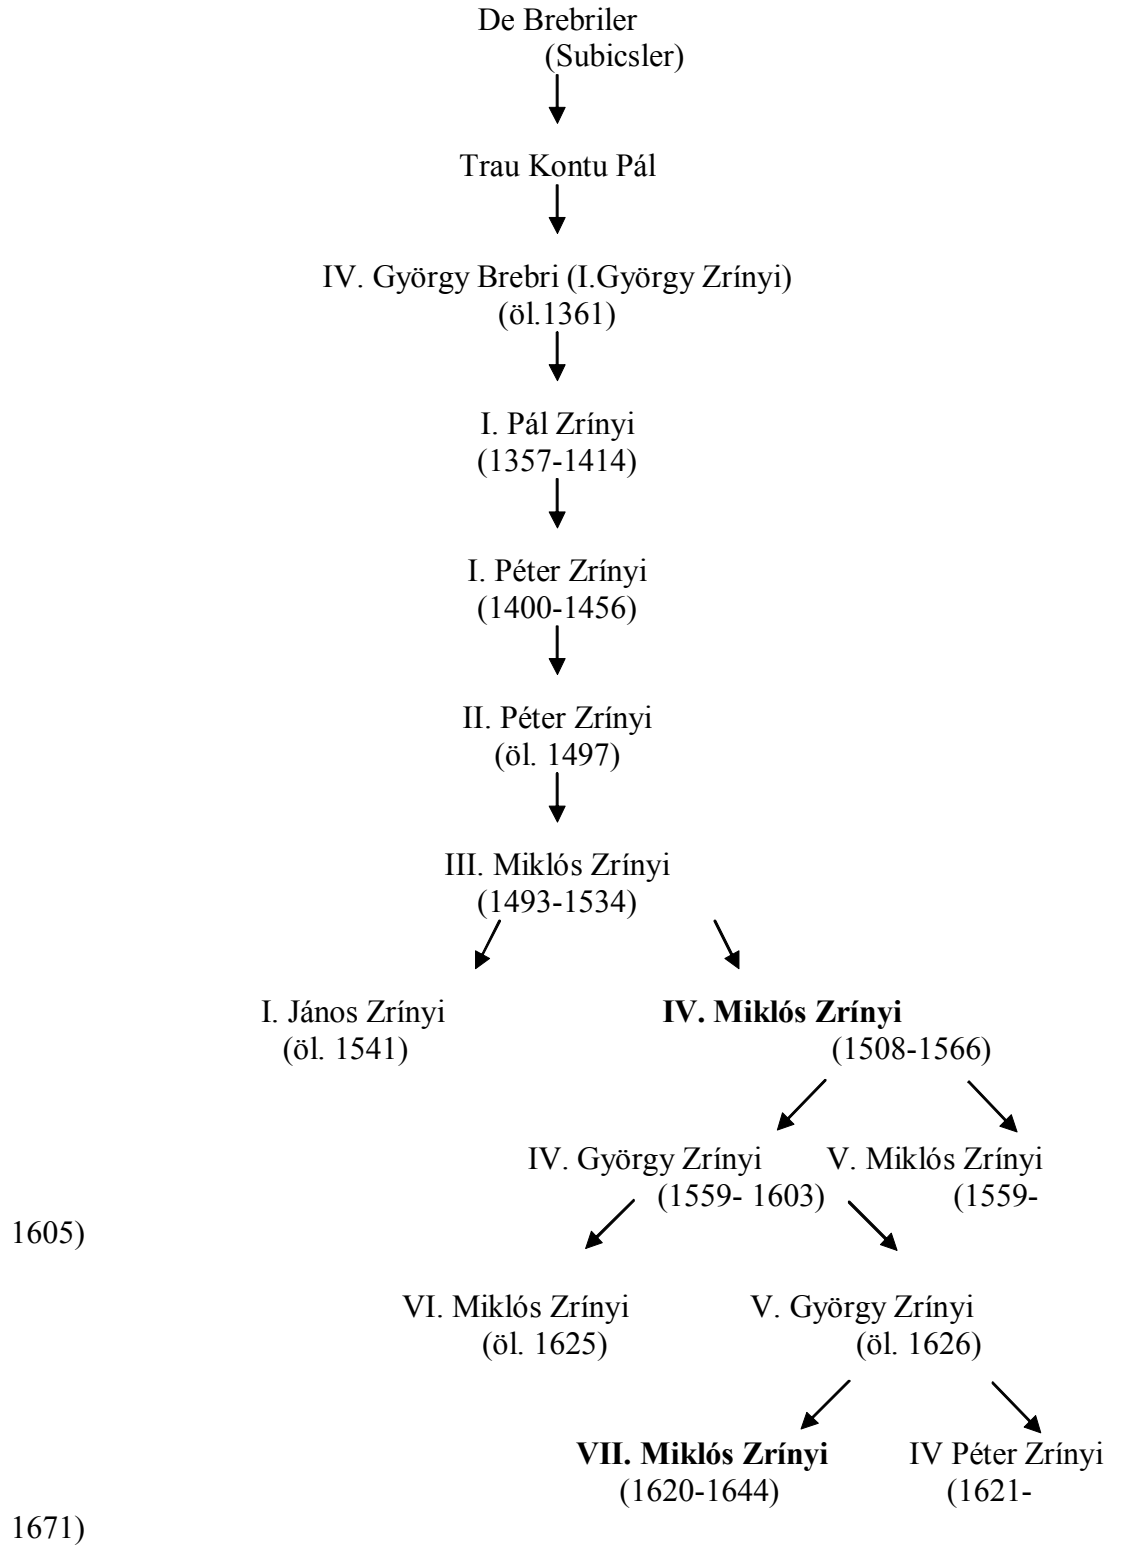 De Brebriler
(Subicsler)
Trau Kontu Pál
IV. György Brebri (I.György Zrínyi)
(öl.1361)
I. Pál Zrínyi
(1357-1414)
I. Péter Zrínyi
(1400-1456)
II. Péter Zrínyi
(öl. 1497)
III. Miklós Zrínyi
(1493-1534)
I. János Zrínyi IV. Miklós Zrínyi
(öl. 1541) (1508-1566)
IV. György Zrínyi V. Miklós Zrínyi
(1559- 1603) (1559-
1605)
VI. Miklós Zrínyi V. György Zrínyi
(öl. 1625) (öl. 1626)
VII. Miklós Zrínyi IV Péter Zrínyi
(1620-1644) (1621-
1671)